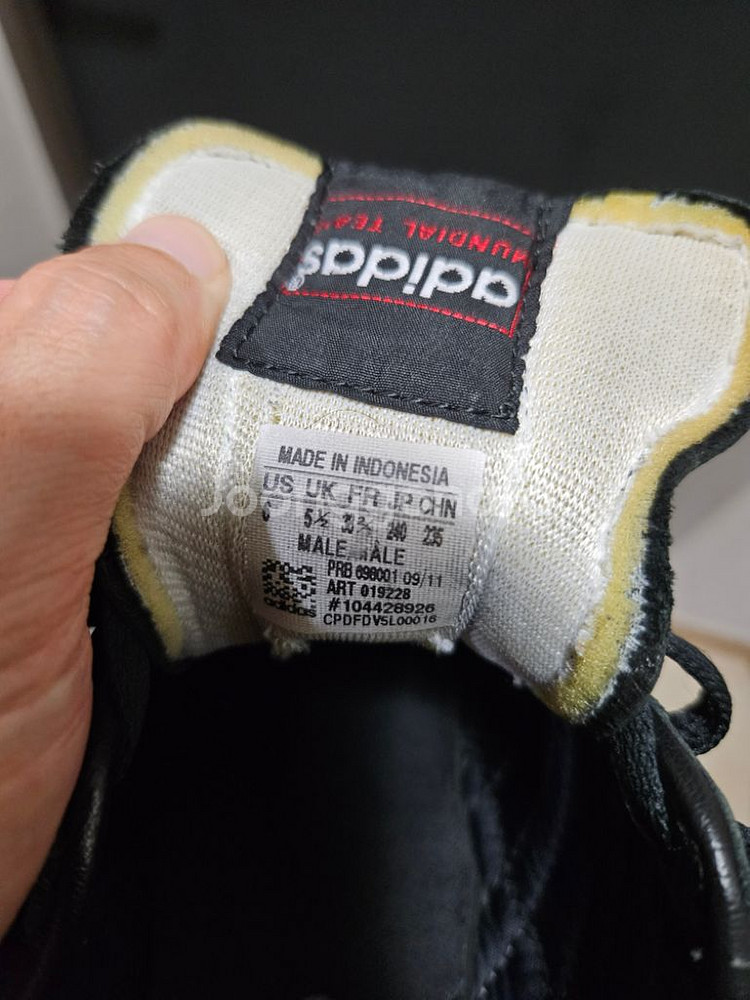 MUNDIAL TEAM
adidas®
MADE IN INDONESIA
US UK FR JP CHN
6 5½ 38⅔ 240 235
MALE MALE
PRB 698001 09/11
ART 019228
#104428926
adidas
CPDFDV5L00016